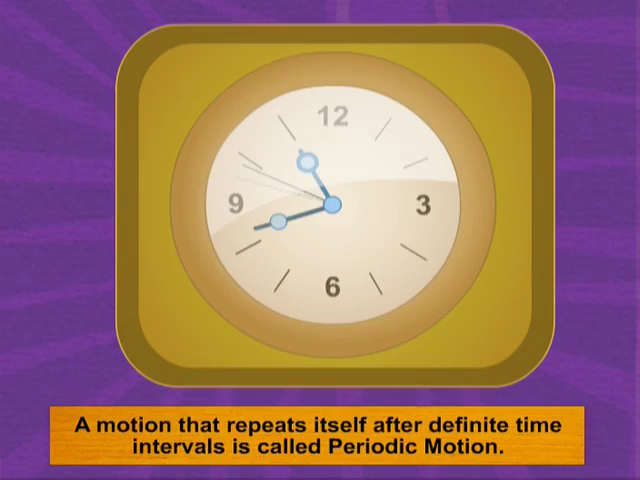 12
9 3
6
A motion that repeats itself after definite time
intervals is called Periodic Motion.